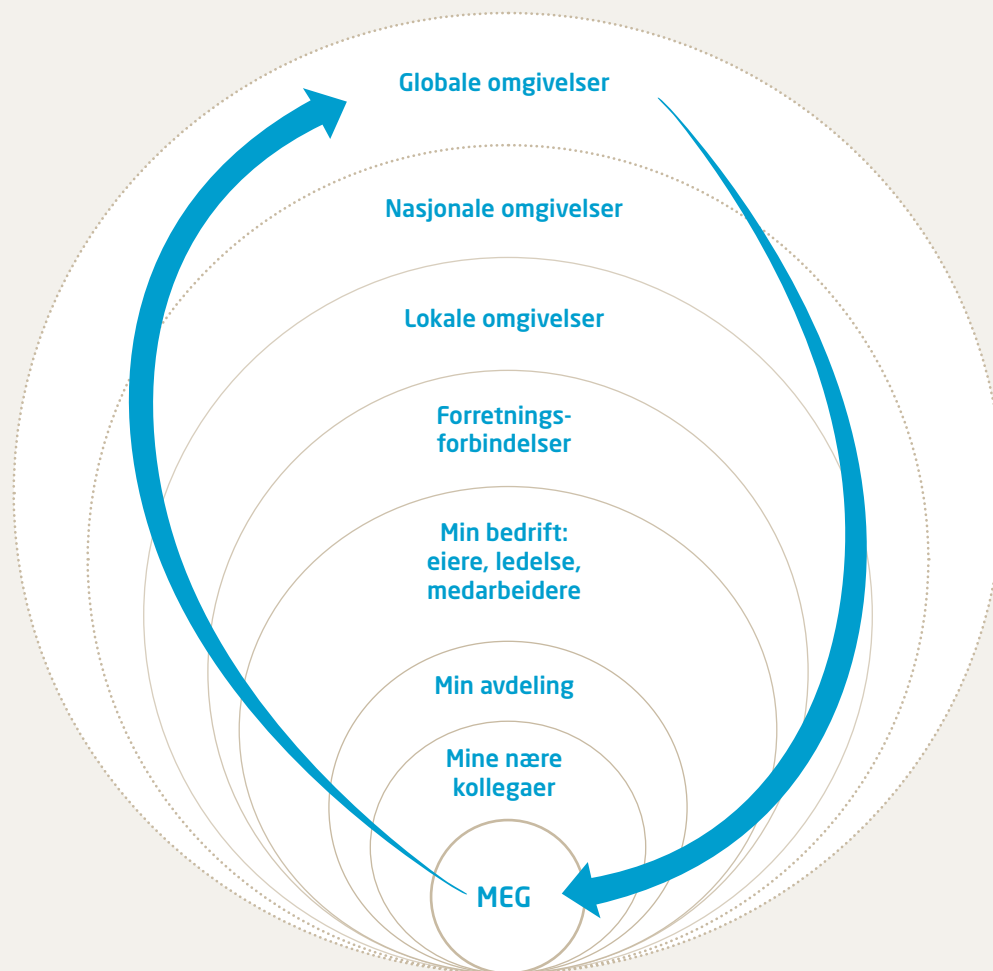 Globale omgivelser
Nasjonale omgivelser
Lokale omgivelser
Forretnings-
forbindelser
Min bedrift:
eiere, ledelse,
medarbeidere
Min avdeling
Mine nære
kollegaer
MEG